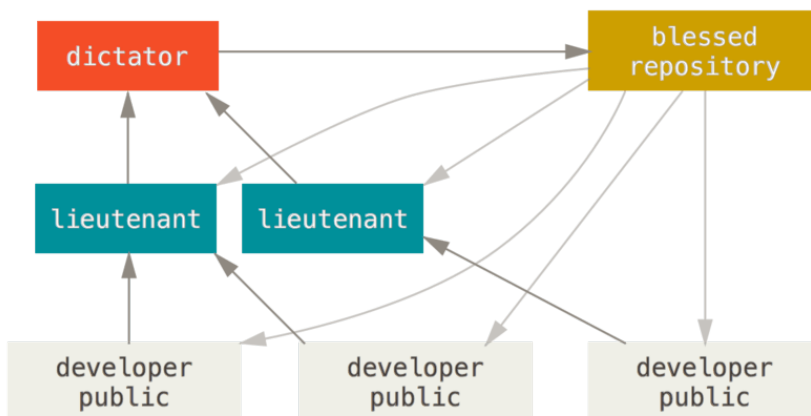 dictator
blessed
repository
lieutenant
lieutenant
developer
public
developer
public
developer
public